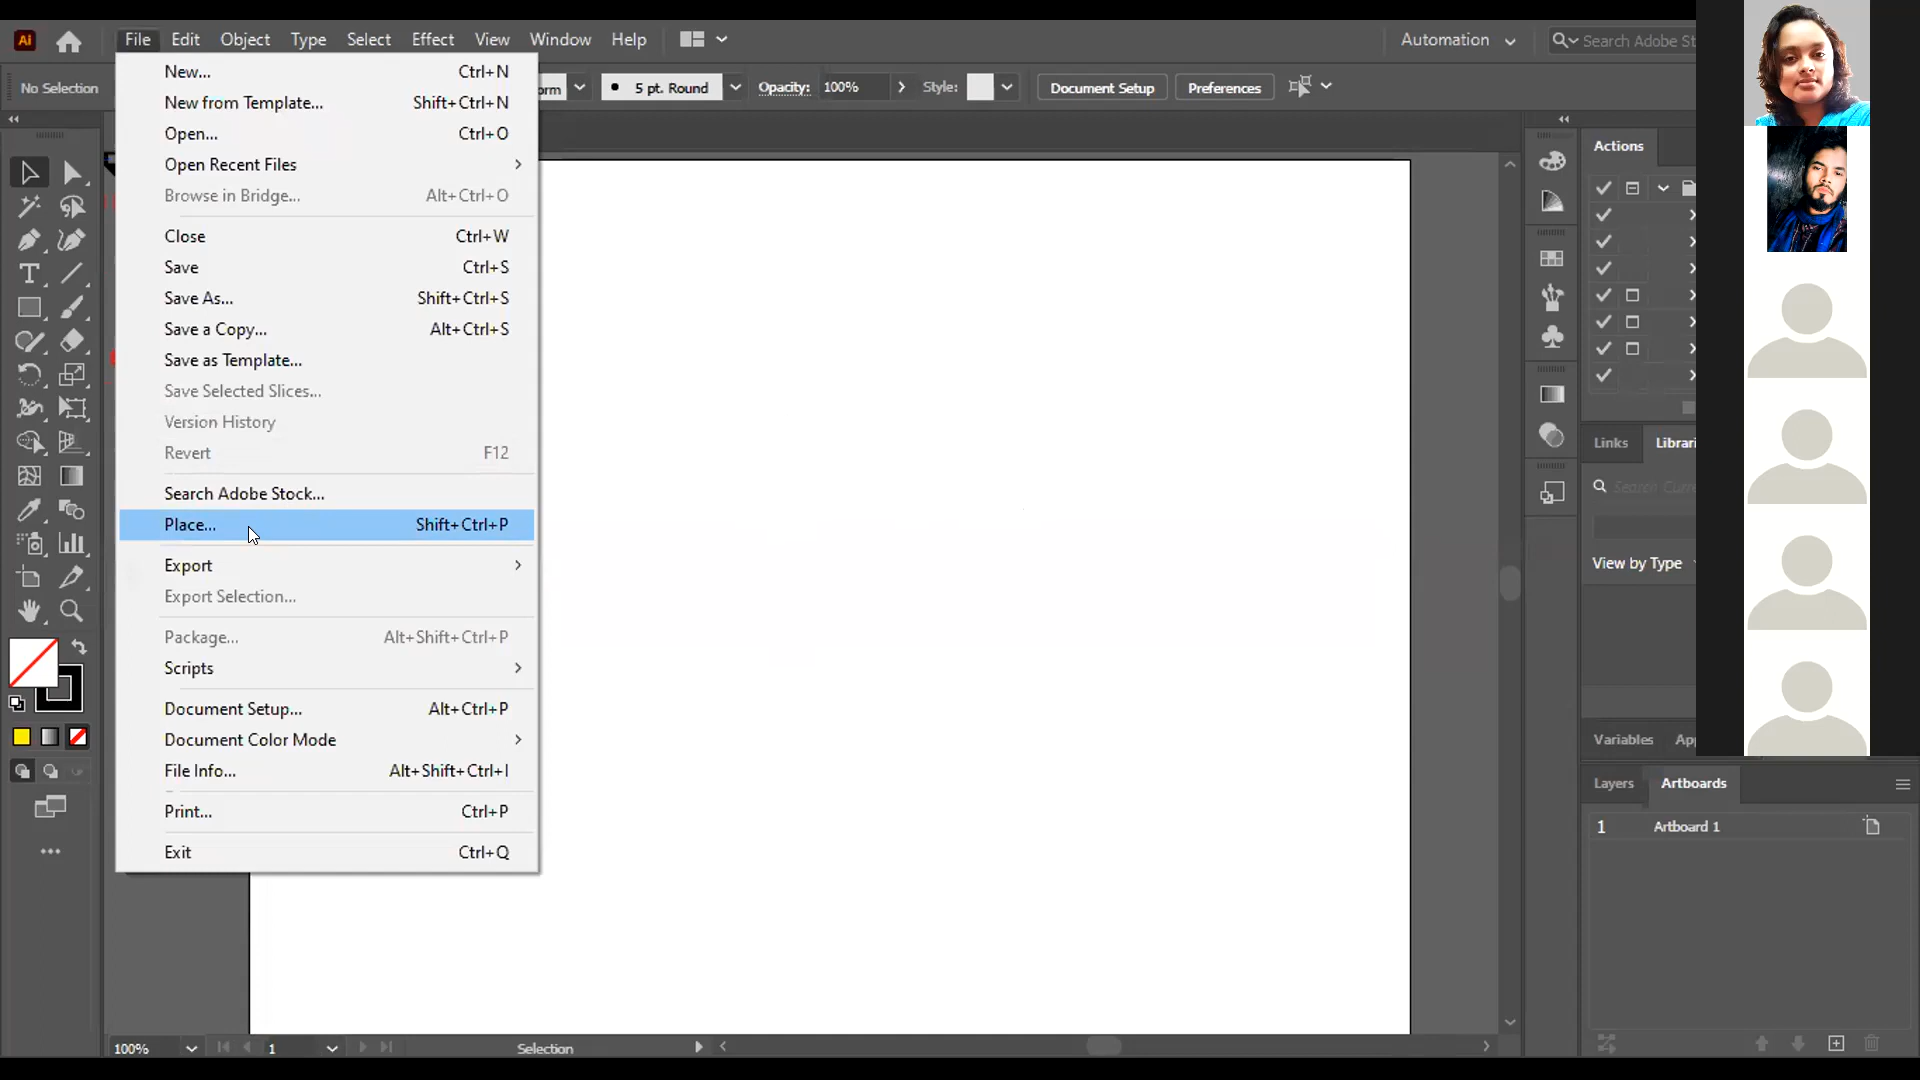 Ai
File Edit Object Type Select Effect View Window Help
Automation
Search Adobe St
No Selection
orm
5 pt. Round
Opacity: 100%
Style:
Document Setup
Preferences
New... Ctrl+N
New from Template... Shift+Ctrl+N
Open... Ctrl+O
Open Recent Files
Browse in Bridge... Alt+Ctrl+O
Close Ctrl+W
Save Ctrl+S
Save As... Shift+Ctrl+S
Save a Copy... Alt+Ctrl+S
Save as Template...
Save Selected Slices...
Version History
Revert F12
Search Adobe Stock...
Place... Shift+Ctrl+P
Export
Export Selection...
Package... Alt+Shift+Ctrl+P
Scripts
Document Setup... Alt+Ctrl+P
Document Color Mode
File Info... Alt+Shift+Ctrl+I
Print... Ctrl+P
Exit Ctrl+Q
Actions
Links Librari
Search Curre
View by Type
Variables Ap
Layers Artboards
1 Artboard 1
100% 1 Selection